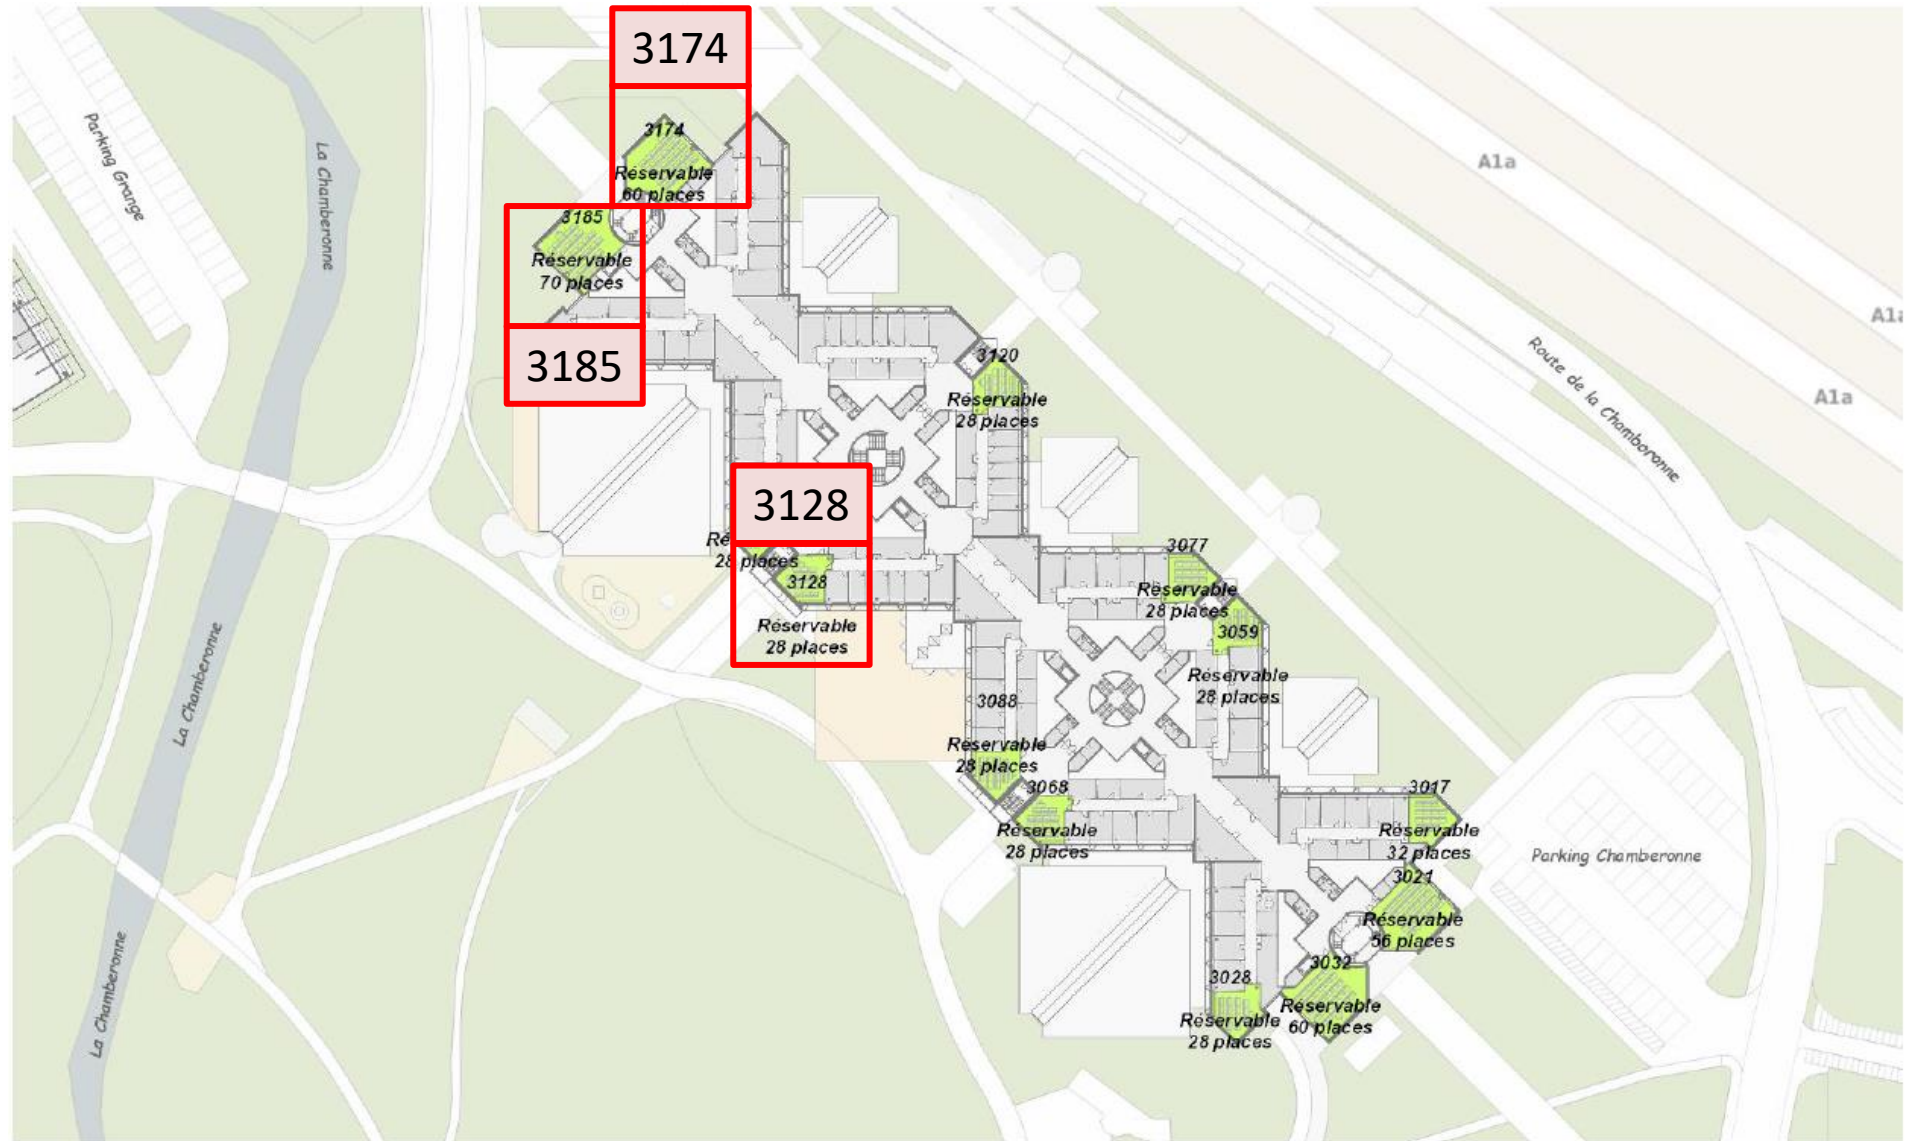 3174
3174
Réservable
60 places
3185
Réservable
70 places
3185
Parking Grange
La Chamberonne
La Chamberonne
La Chamberonne
A1a
A1a
A1a
Route de la Chamberonne
3120
Réservable
28 places
3128
28 places
3128
Réservable
28 places
3077
Réservable
28 places
3059
Réservable
28 places
3088
Réservable
28 places
3068
Réservable
28 places
3017
Réservable
32 places
3021
Réservable
56 places
3032
Réservable
60 places
3028
Réservable
28 places
Parking Chamberonne